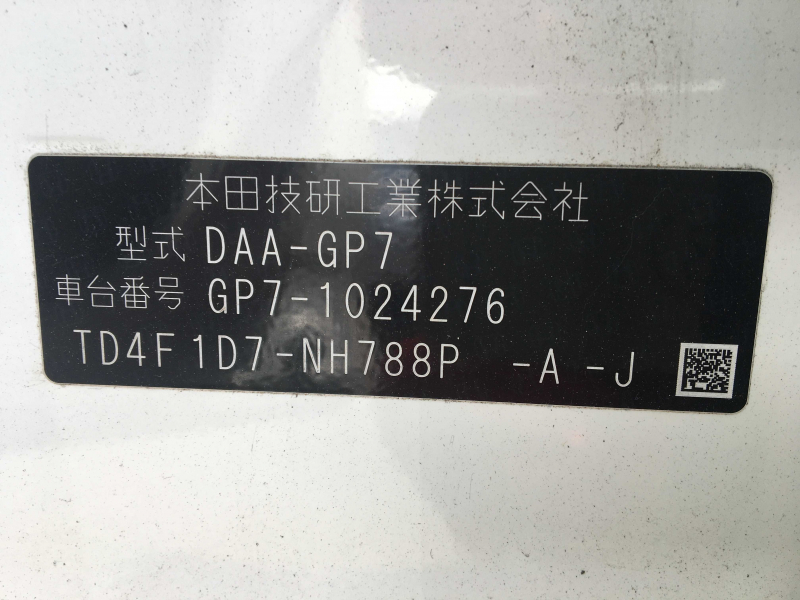 本田技研工業株式会社
型式 DAA-GP7
車台番号 GP7-1024276
TD4F1D7-NH788P -A -J